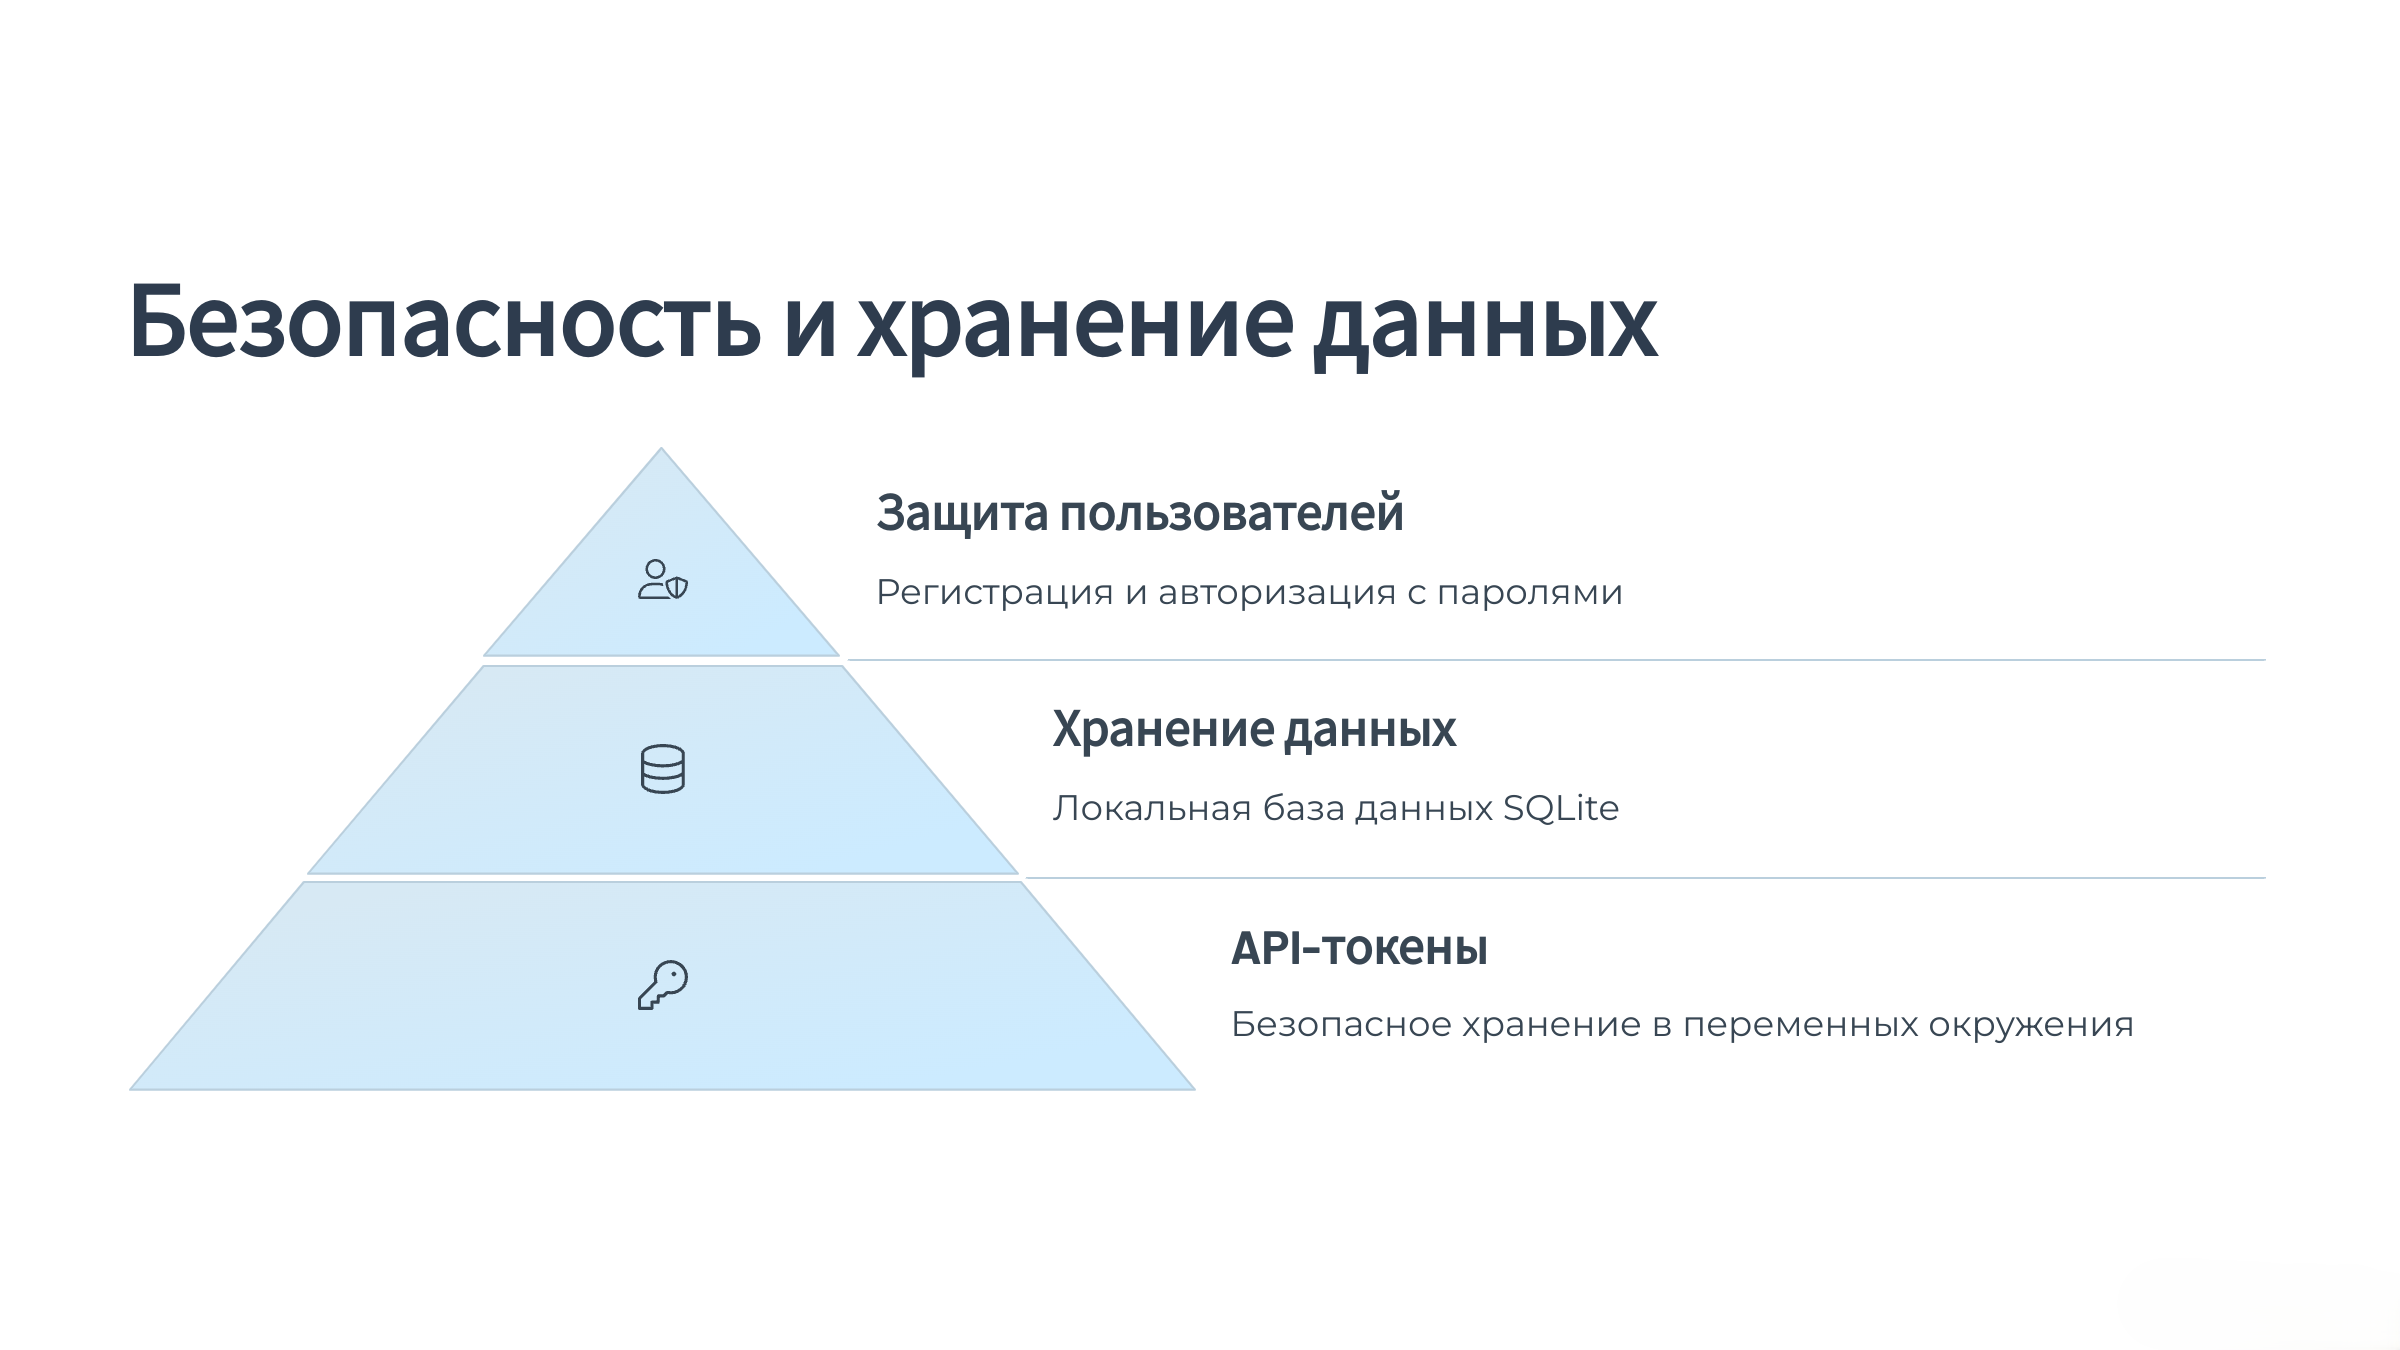 Безопасность и хранение данных
Защита пользователей
Регистрация и авторизация с паролями
Хранение данных
Локальная база данных SQLite
API-токены
Безопасное хранение в переменных окружения